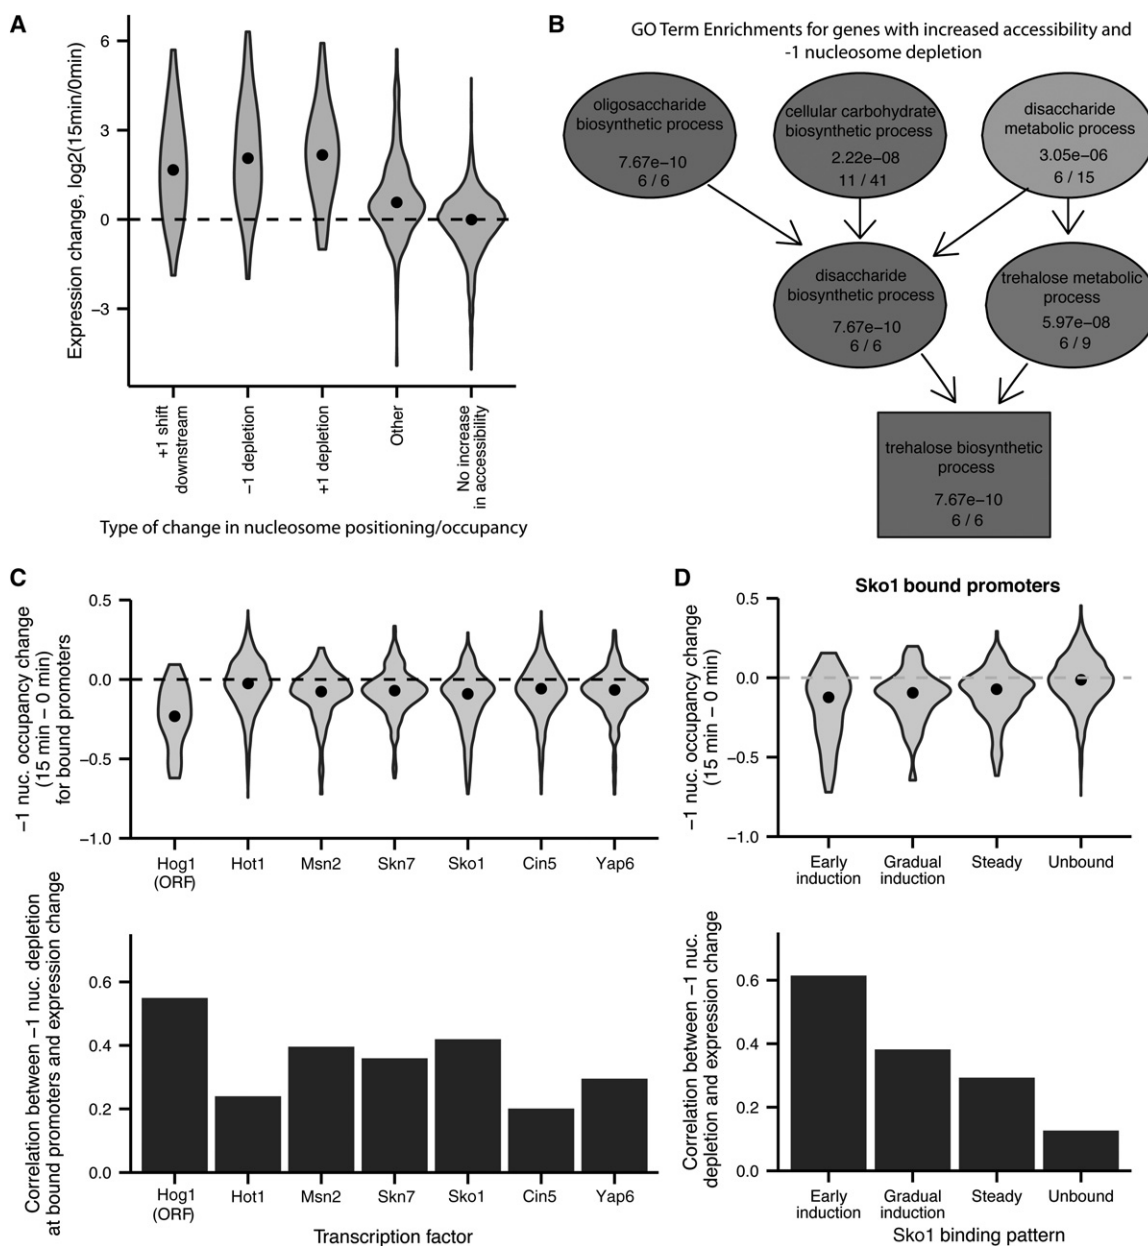 A
Expression change, log2(15min/0min)
6
3
0
−3
+1 shift
downstream
−1 depletion
+1 depletion
Other
No increase
in accessibility
Type of change in nucleosome positioning/occupancy
B
GO Term Enrichments for genes with increased accessibility and
-1 nucleosome depletion
oligosaccharide
biosynthetic process
7.67e−10
6 / 6
cellular carbohydrate
biosynthetic process
2.22e−08
11 / 41
disaccharide
metabolic process
3.05e−06
6 / 15
disaccharide
biosynthetic process
7.67e−10
6 / 6
trehalose metabolic
process
5.97e−08
6 / 9
trehalose biosynthetic
process
7.67e−10
6 / 6
C
−1 nuc. occupancy change
(15 min − 0 min)
for bound promoters
0.5
0.0
−0.5
−1.0
Hog1
(ORF)
Hot1
Msn2
Skn7
Sko1
Cin5
Yap6
Correlation between −1 nuc. depletion
at bound promoters and expression change
0.6
0.4
0.2
0.0
Hog1
(ORF)
Hot1
Msn2
Skn7
Sko1
Cin5
Yap6
Transcription factor
D
Sko1 bound promoters
−1 nuc. occupancy change
(15 min − 0 min)
0.5
0.0
−0.5
−1.0
Early
induction
Gradual
induction
Steady
Unbound
Correlation between −1 nuc.
depletion and expression change
0.6
0.4
0.2
0.0
Early
induction
Gradual
induction
Steady
Unbound
Sko1 binding pattern